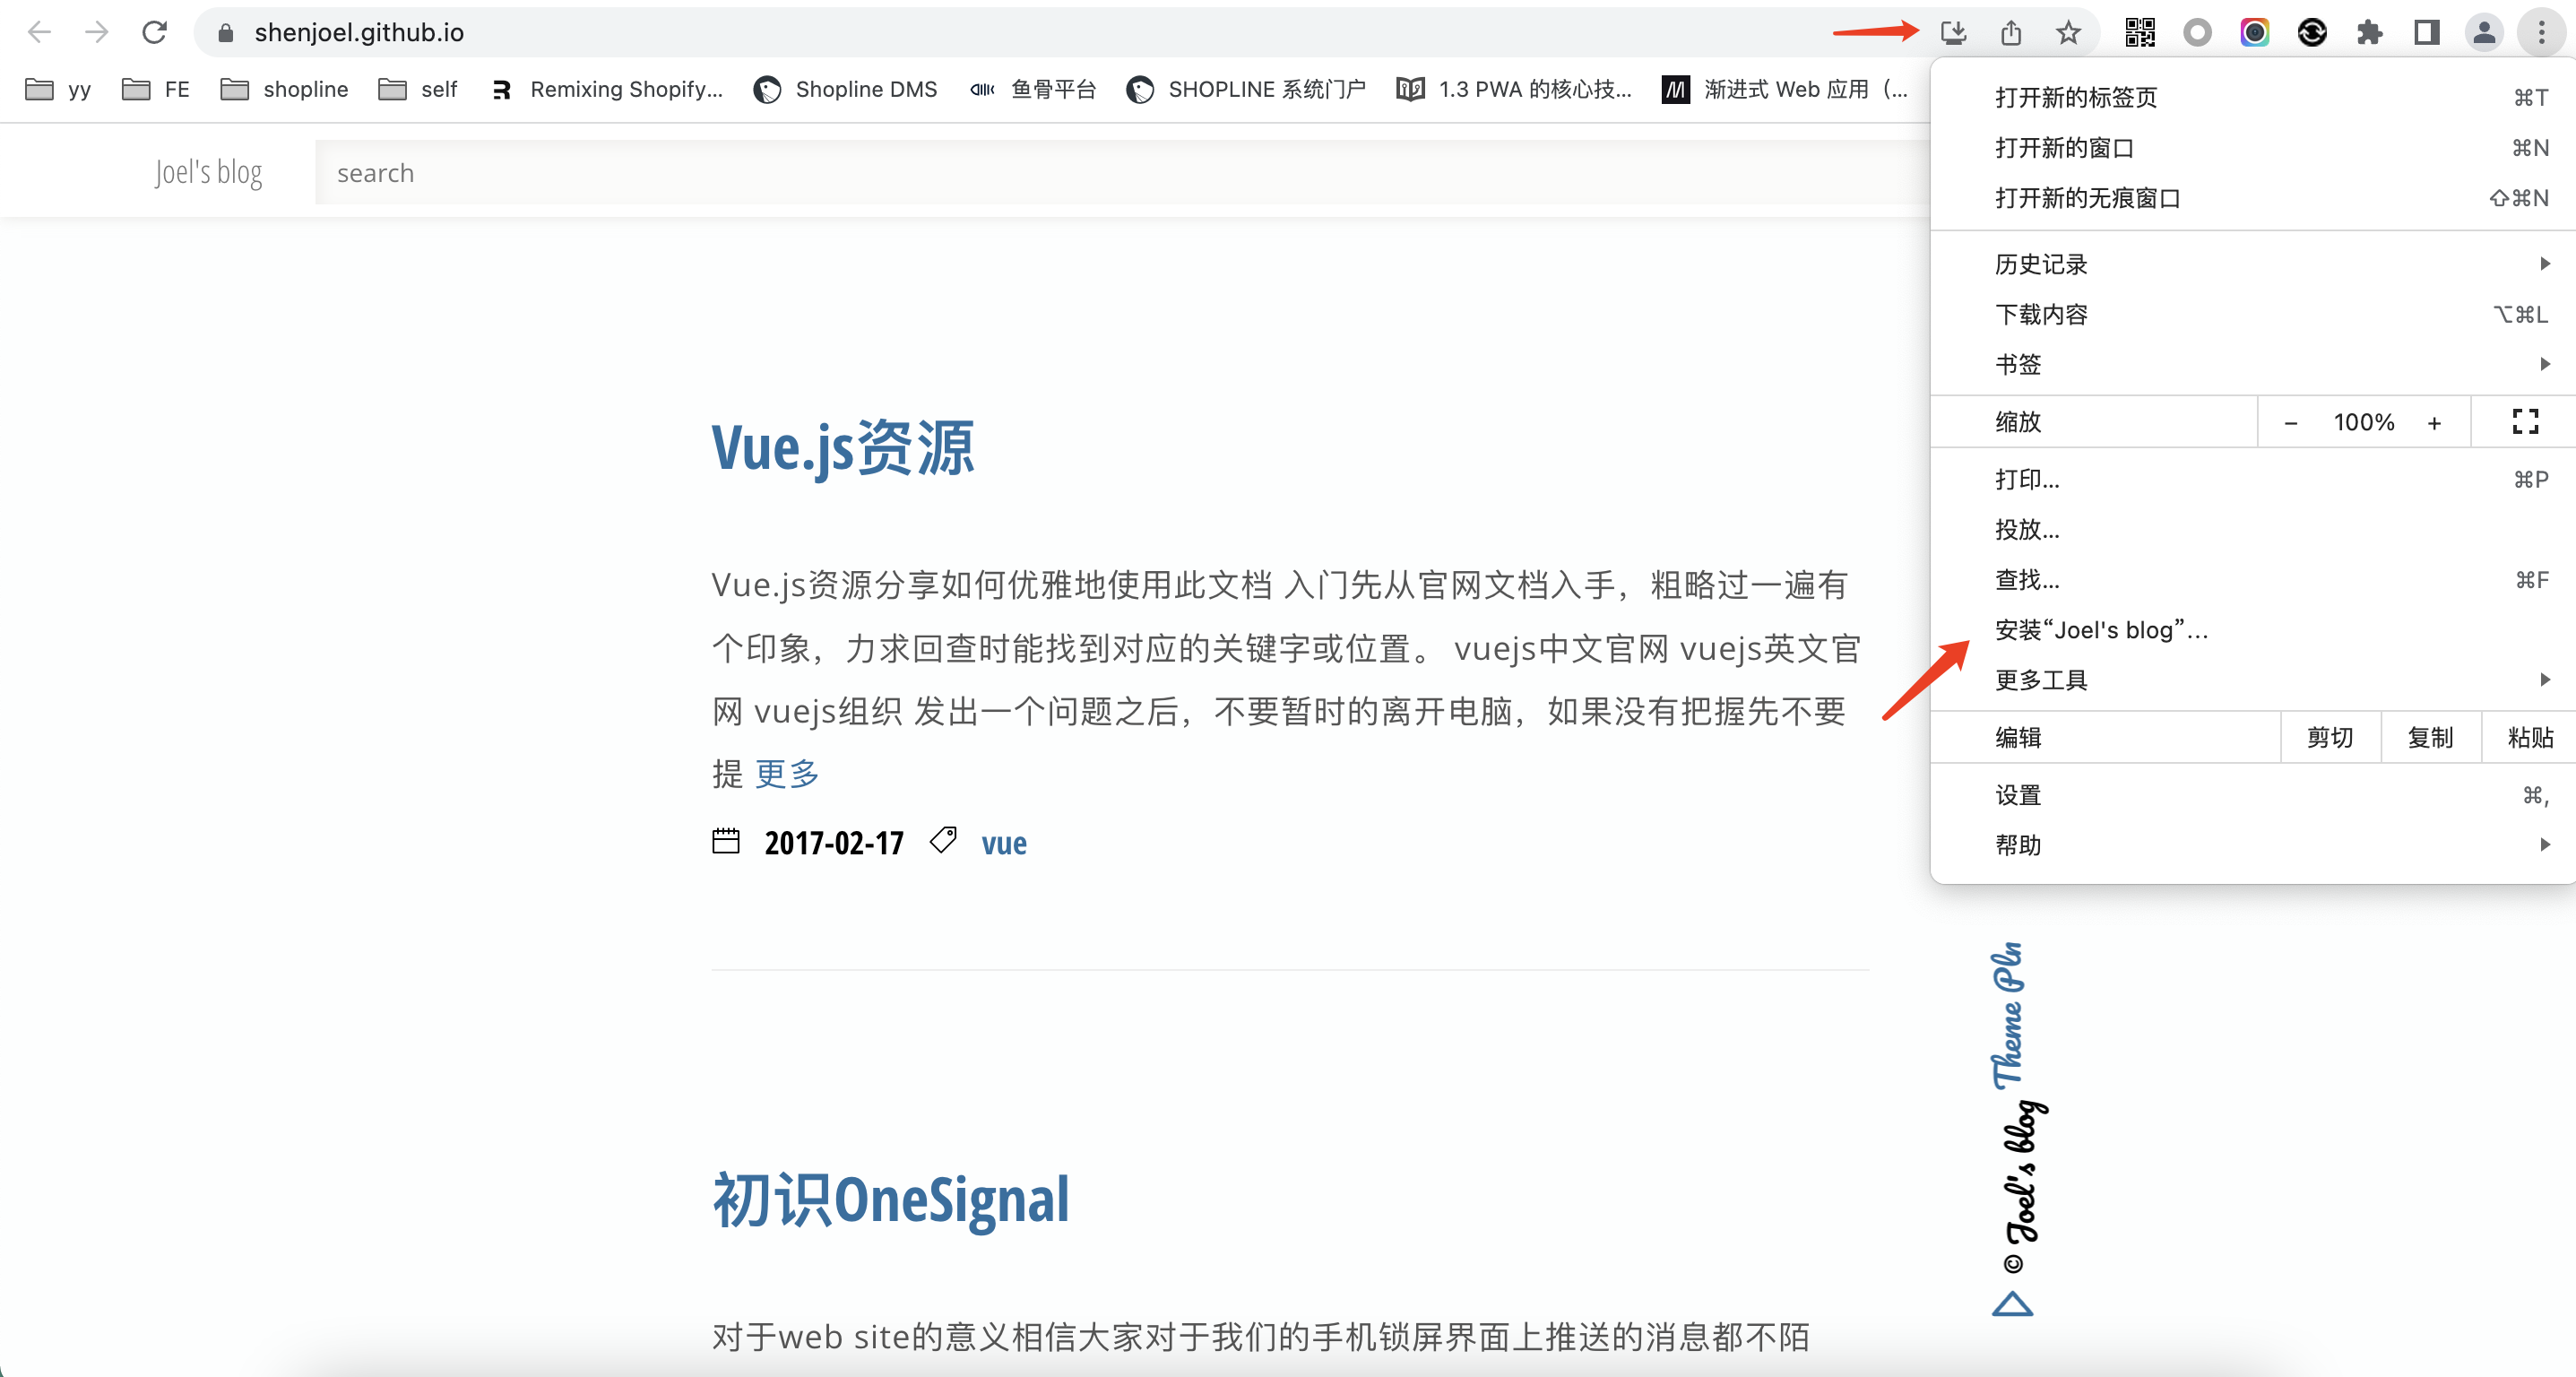 shenjoel.github.io
yy FE shopline self Remixing Shopify... Shopline DMS 鱼骨平台 SHOPLINE 系统门户 1.3 PWA 的核心技... 渐进式 Web 应用（...
Joel's blog search
打开新的标签页 ⌘T
打开新的窗口 ⌘N
打开新的无痕窗口 ⇧⌘N
历史记录
下载内容 ⌥⌘L
书签
缩放 − 100% +
打印... ⌘P
投放...
查找... ⌘F
安装“Joel's blog”...
更多工具
编辑 剪切 复制 粘贴
设置 ⌘,
帮助
Vue.js资源
Vue.js资源分享如何优雅地使用此文档 入门先从官网文档入手，粗略过一遍有
个印象，力求回查时能找到对应的关键字或位置。 vuejs中文官网 vuejs英文官
网 vuejs组织 发出一个问题之后，不要暂时的离开电脑，如果没有把握先不要
提 更多
2017-02-17 vue
初识OneSignal
对于web site的意义相信大家对于我们的手机锁屏界面上推送的消息都不陌
© Joel's blog Theme Pln